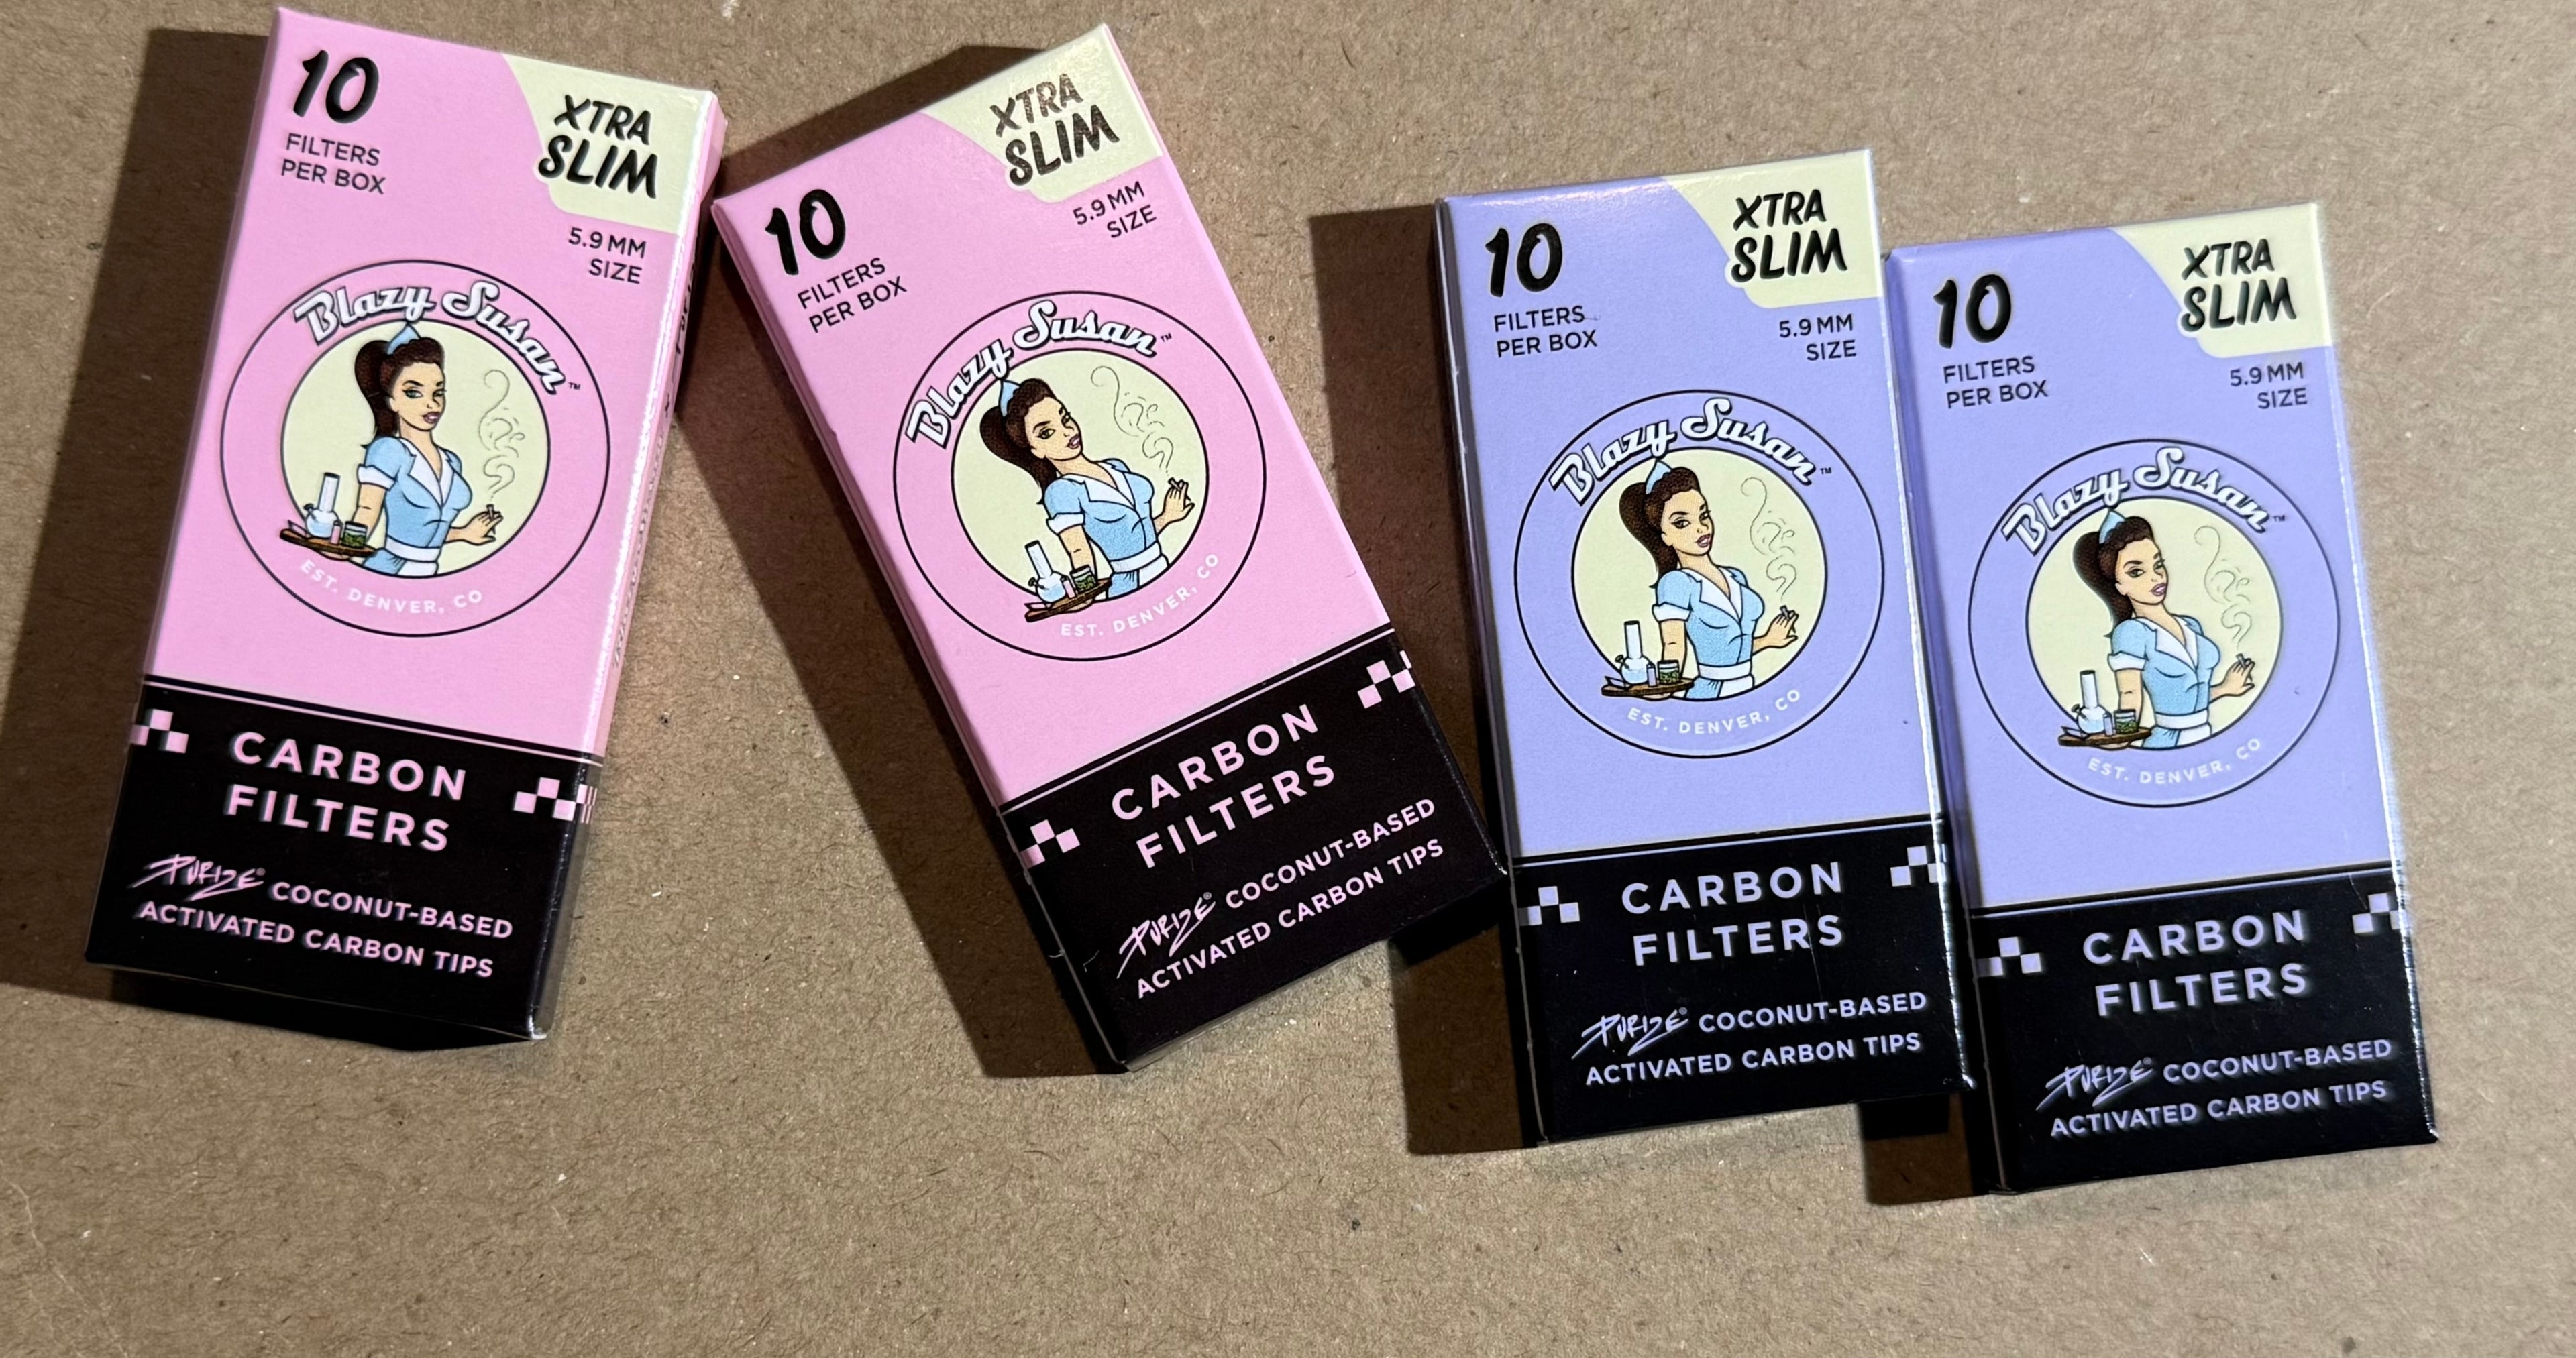 10
FILTERS
PER BOX
XTRA
SLIM
5.9 MM
SIZE
Blazy Susan™
EST. DENVER, CO
CARBON
FILTERS
PURIZE® COCONUT-BASED
ACTIVATED CARBON TIPS
10
FILTERS
PER BOX
XTRA
SLIM
5.9 MM
SIZE
Blazy Susan™
EST. DENVER, CO
CARBON
FILTERS
PURIZE® COCONUT-BASED
ACTIVATED CARBON TIPS
10
FILTERS
PER BOX
XTRA
SLIM
5.9 MM
SIZE
Blazy Susan™
EST. DENVER, CO
CARBON
FILTERS
PURIZE® COCONUT-BASED
ACTIVATED CARBON TIPS
10
FILTERS
PER BOX
XTRA
SLIM
5.9 MM
SIZE
Blazy Susan™
EST. DENVER, CO
CARBON
FILTERS
PURIZE® COCONUT-BASED
ACTIVATED CARBON TIPS